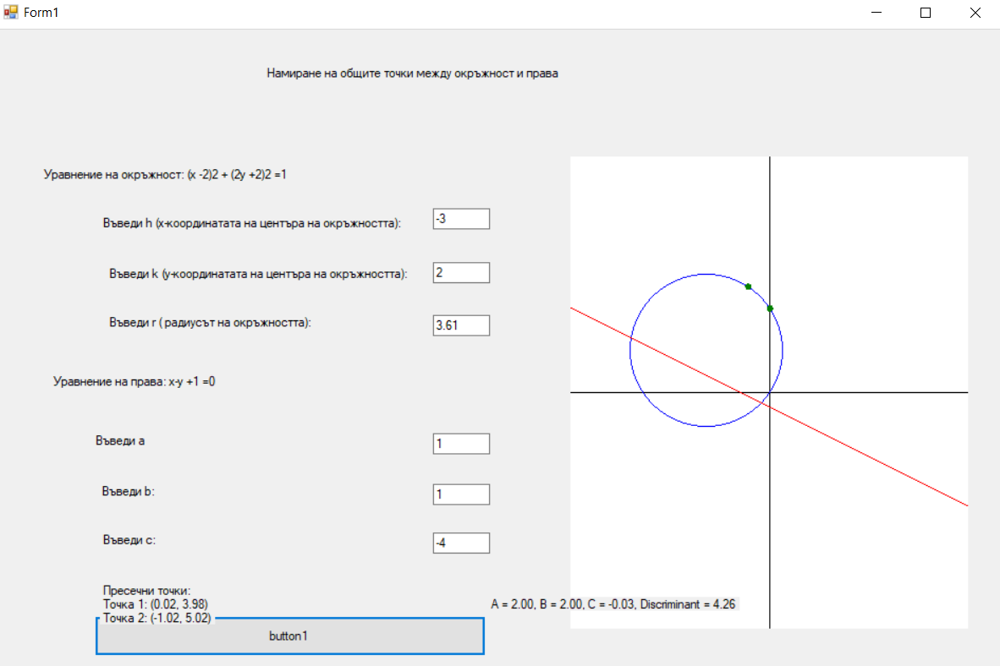 Form1
Намиране на общите точки между окръжност и права
Уравнение на окръжност: (x -2)2 + (2y +2)2 =1
Въведи h (x-координатата на центъра на окръжността):
-3
Въведи k (y-координатата на центъра на окръжността):
2
Въведи r ( радиусът на окръжността):
3.61
Уравнение на права: x-y +1 =0
Въведи a
1
Въведи b:
1
Въведи c:
-4
Пресечни точки:
Точка 1: (0.02, 3.98)
Точка 2: (-1.02, 5.02)
A = 2.00, B = 2.00, C = -0.03, Discriminant = 4.26
button1